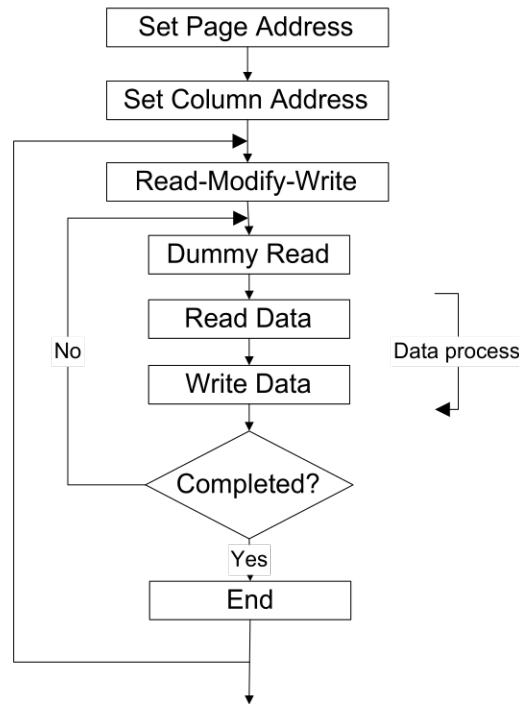 Set Page Address
Set Column Address
Read-Modify-Write
Dummy Read
Read Data
No
Data process
Write Data
Completed?
Yes
End